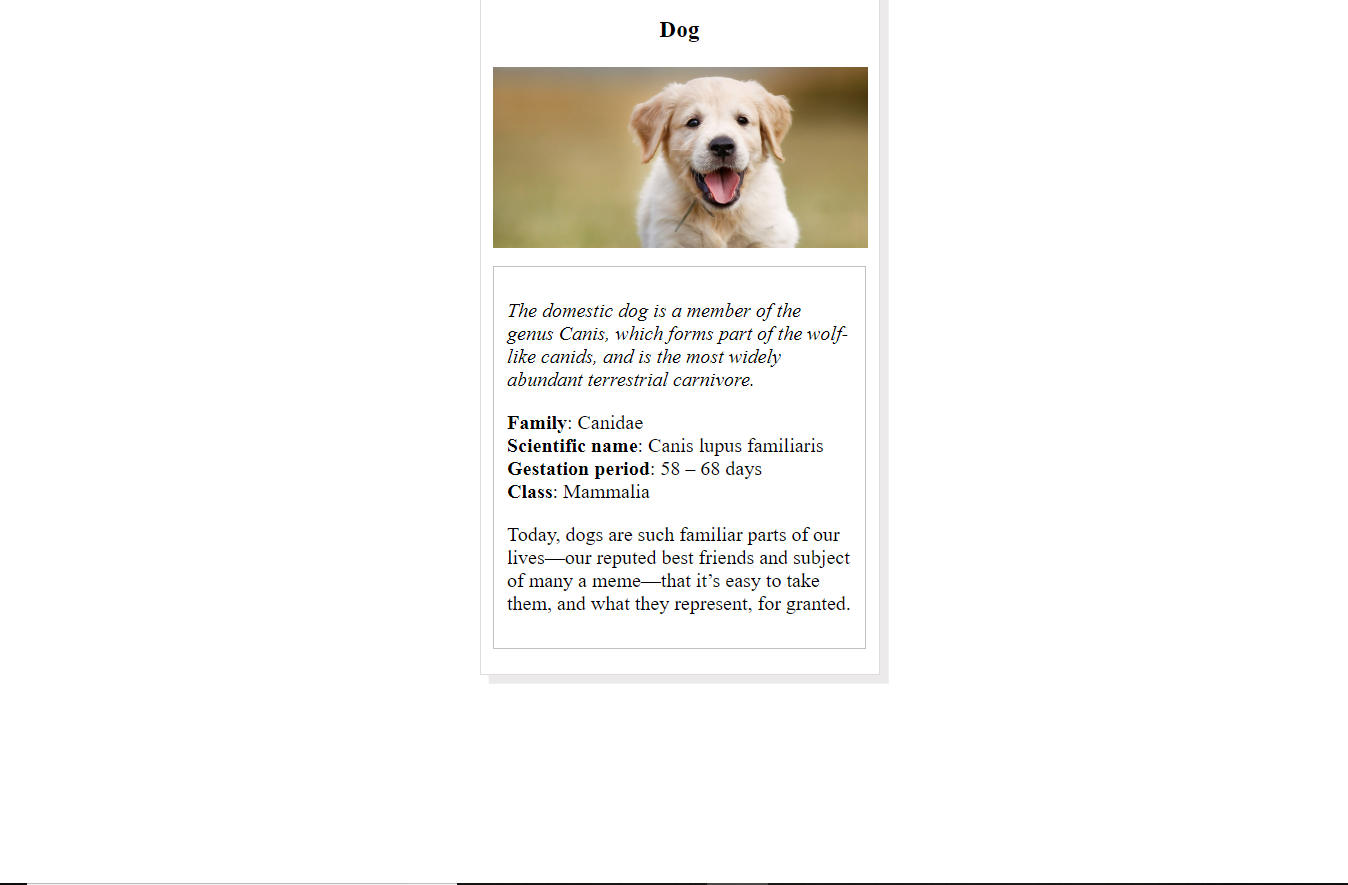 Dog
The domestic dog is a member of the
genus Canis, which forms part of the wolf-
like canids, and is the most widely
abundant terrestrial carnivore.
Family: Canidae
Scientific name: Canis lupus familiaris
Gestation period: 58 – 68 days
Class: Mammalia
Today, dogs are such familiar parts of our
lives—our reputed best friends and subject
of many a meme—that it’s easy to take
them, and what they represent, for granted.